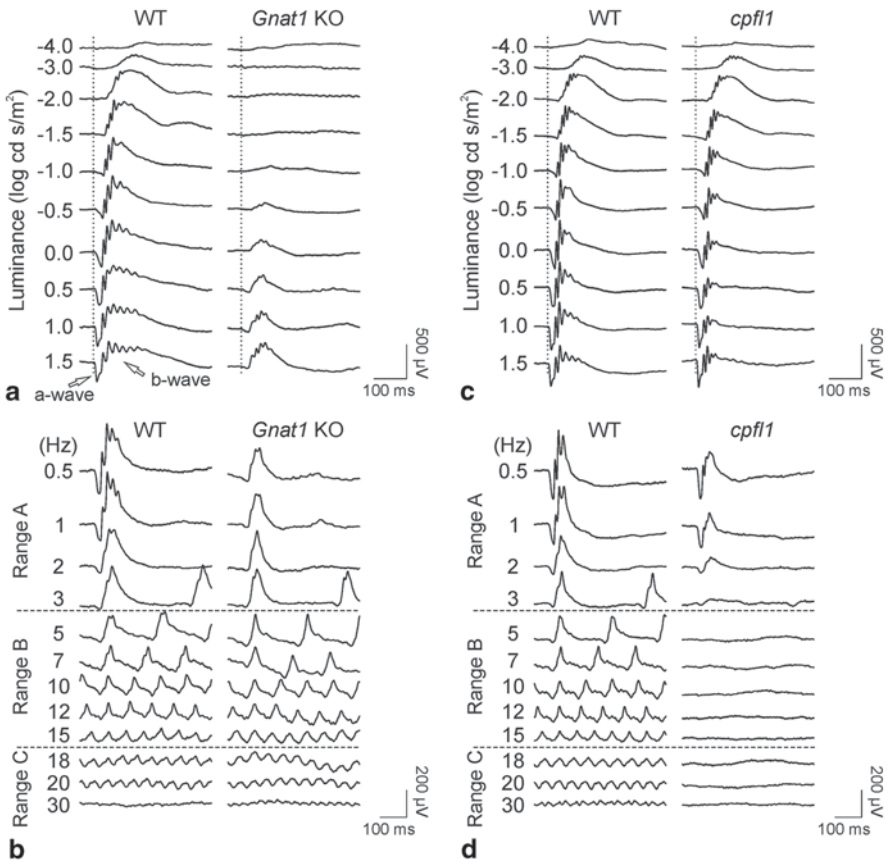 WT Gnat1 KO
Luminance (log cd s/m²)
-4.0
-3.0
-2.0
-1.5
-1.0
-0.5
0.0
0.5
1.0
1.5
a-wave
b-wave
500 µV
100 ms
a
WT cpfl1
Luminance (log cd s/m²)
-4.0
-3.0
-2.0
-1.5
-1.0
-0.5
0.0
0.5
1.0
1.5
500 µV
100 ms
c
(Hz) WT Gnat1 KO
Range A
0.5
1
2
3
Range B
5
7
10
12
15
Range C
18
20
30
200 µV
100 ms
b
(Hz) WT cpfl1
Range A
0.5
1
2
3
Range B
5
7
10
12
15
Range C
18
20
30
200 µV
100 ms
d